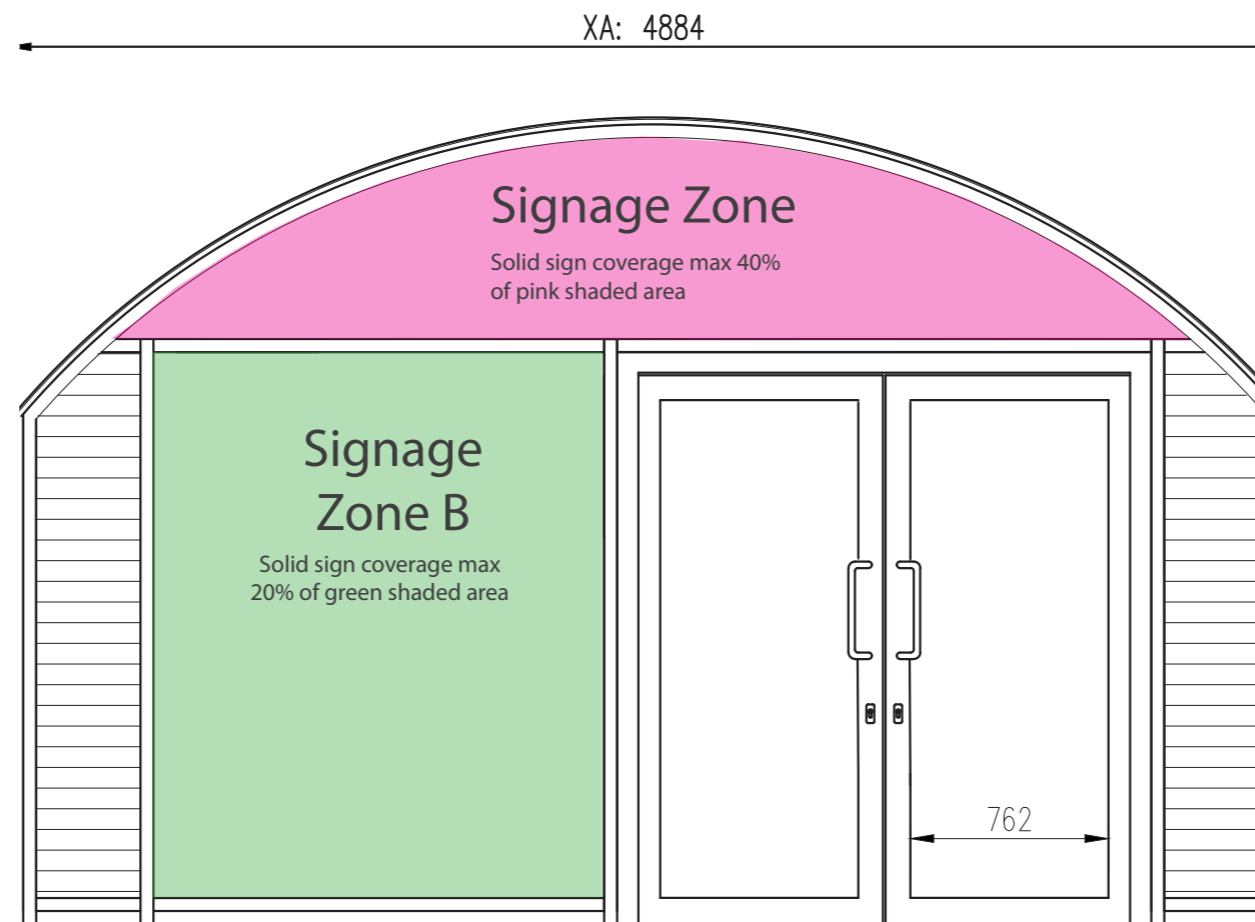 XA: 4884
Signage Zone
Solid sign coverage max 40%
of pink shaded area
Signage
Zone B
Solid sign coverage max
20% of green shaded area
762